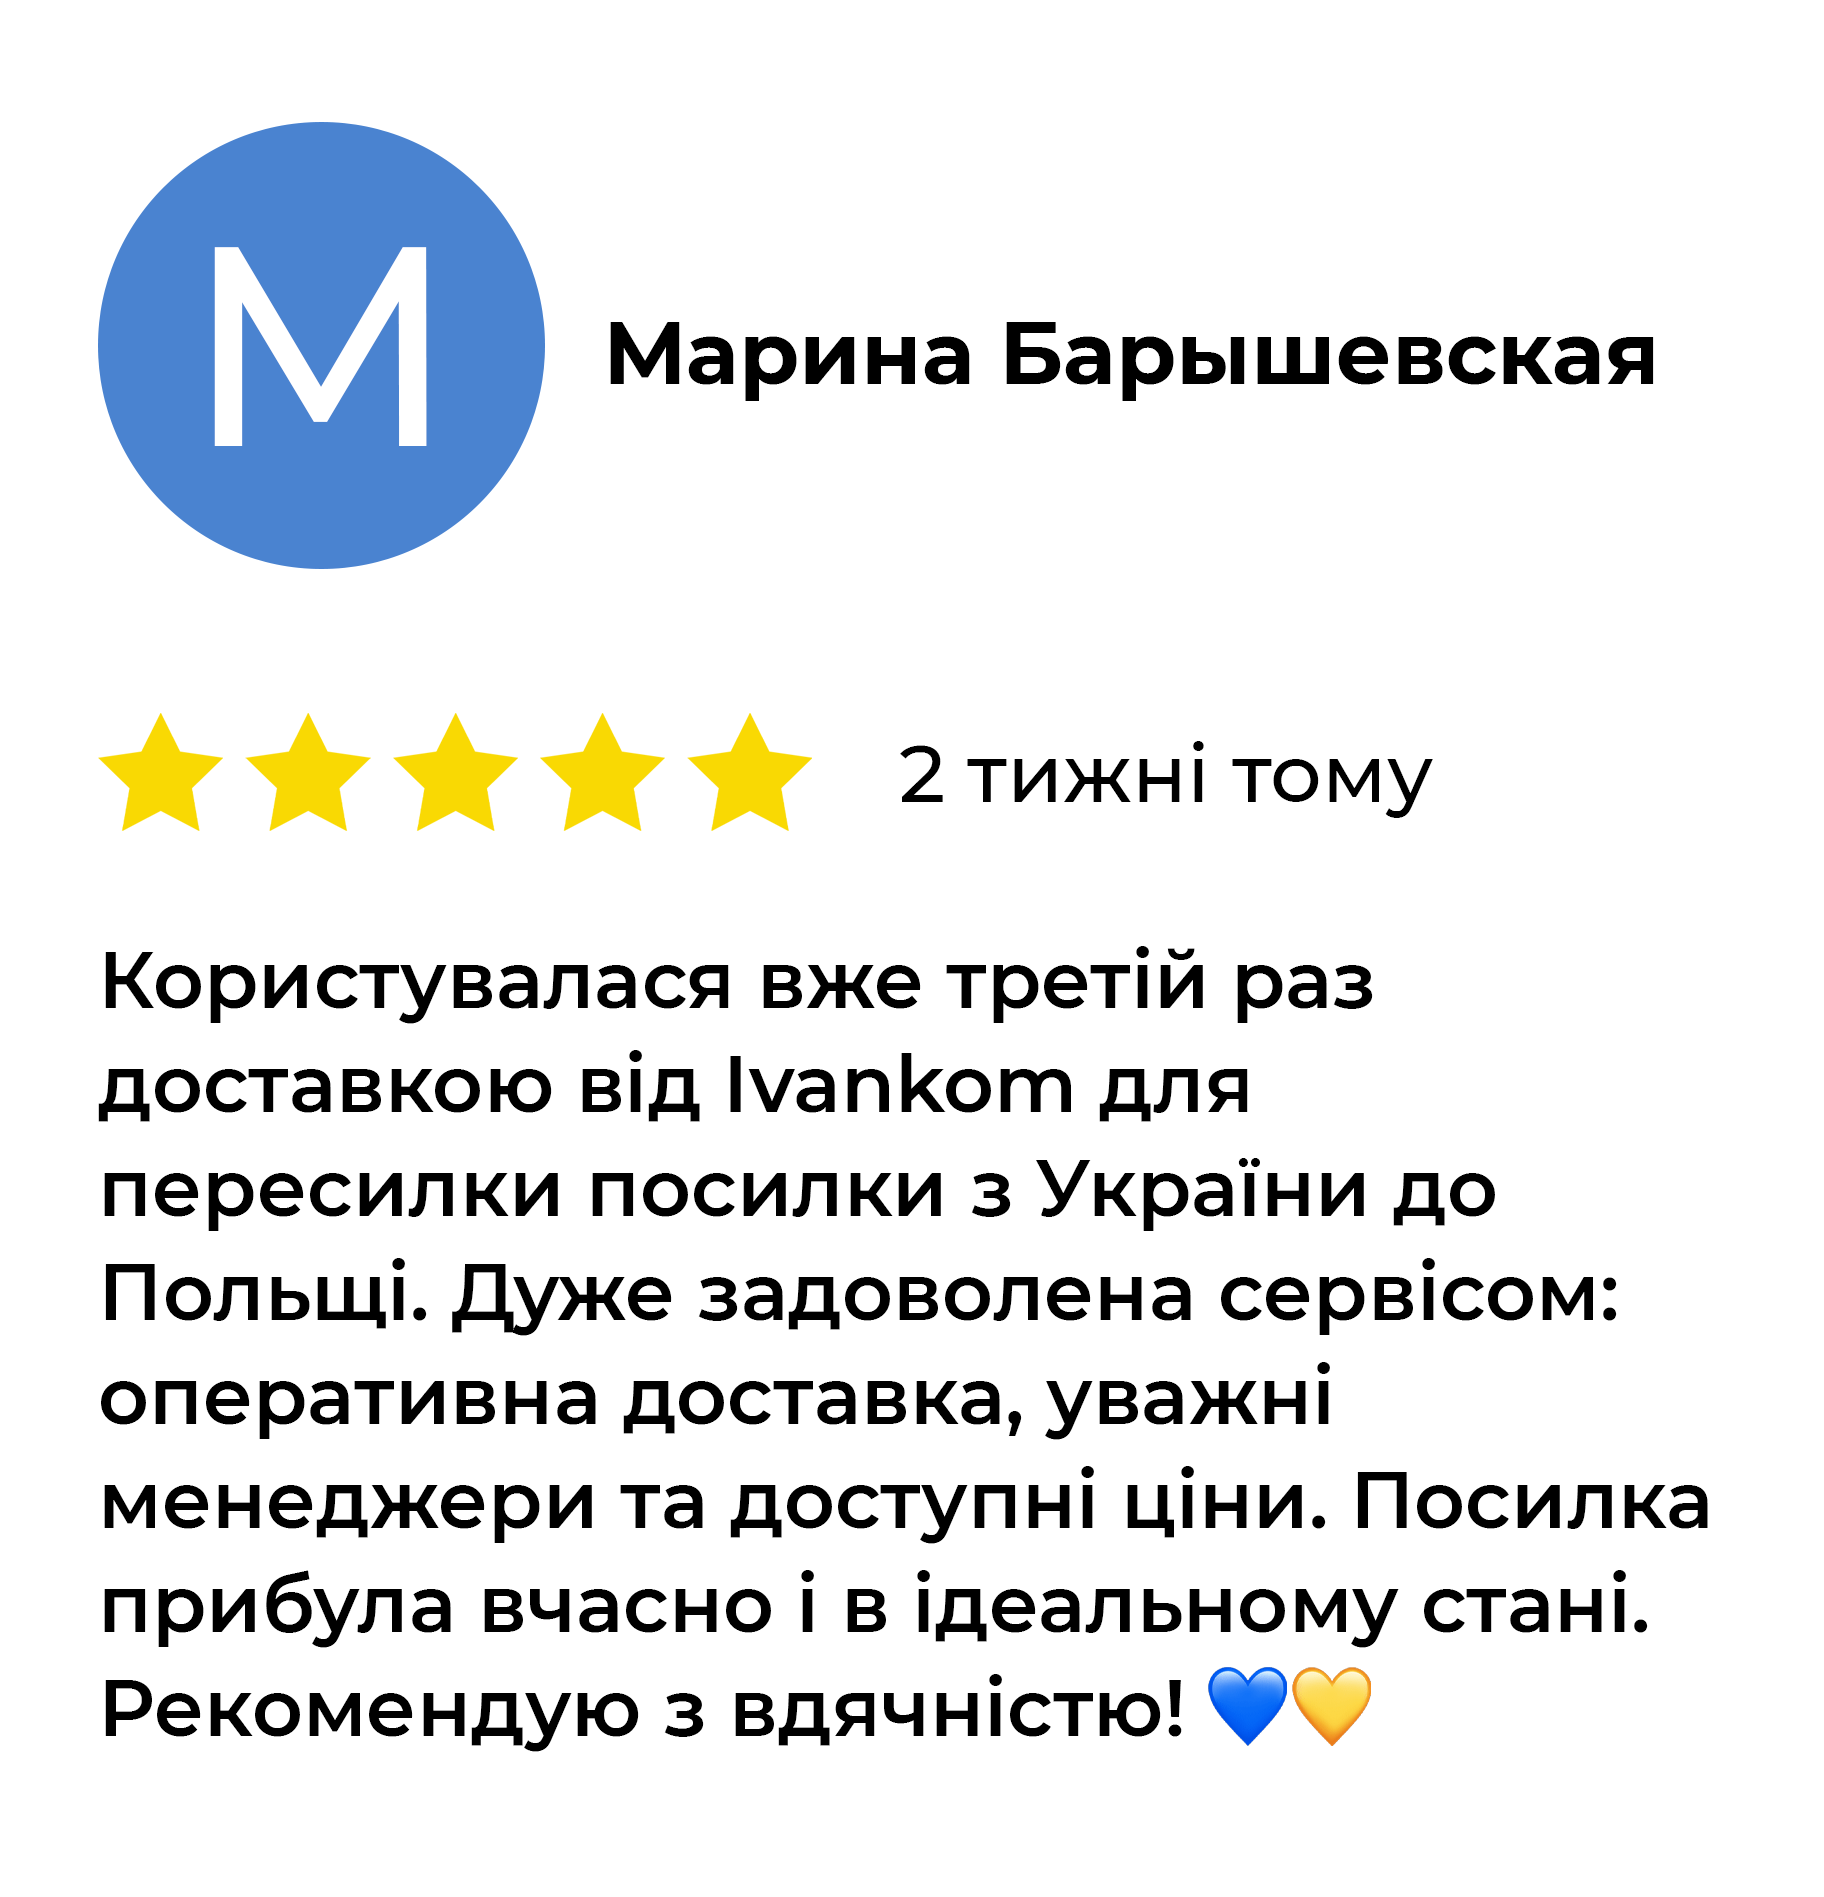 М
Марина Барышевская
2 тижні тому
Користувалася вже третій раз
доставкою від Ivankom для
пересилки посилки з України до
Польщі. Дуже задоволена сервісом:
оперативна доставка, уважні
менеджери та доступні ціни. Посилка
прибула вчасно і в ідеальному стані.
Рекомендую з вдячністю! 💙💛